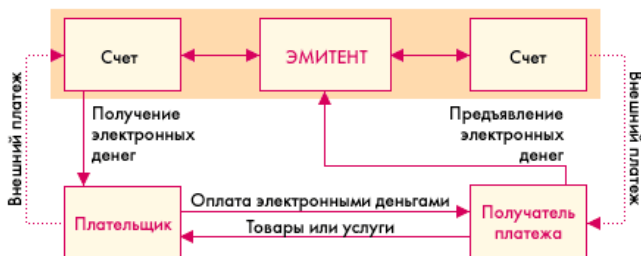 Счет
ЭМИТЕНТ
Счет
Внешний платеж
Внешний платеж
Получение
электронных
денег
Предъявление
электронных
денег
Оплата электронными деньгами
Плательщик
Получатель
платежа
Товары или услуги